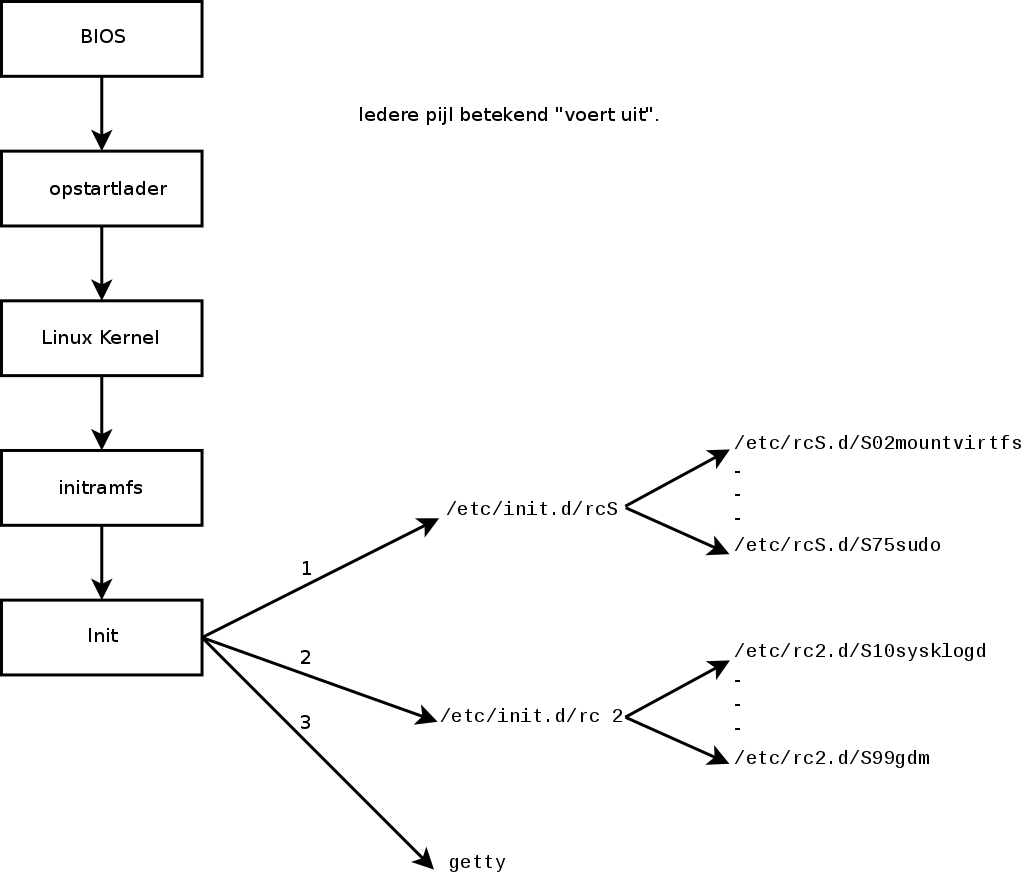 BIOS
Iedere pijl betekend "voert uit".
opstartlader
Linux Kernel
initramfs
Init
1
/etc/init.d/rcS
/etc/rcS.d/S02mountvirtfs
-
-
-
/etc/rcS.d/S75sudo
2
/etc/init.d/rc 2
/etc/rc2.d/S10sysklogd
-
-
-
/etc/rc2.d/S99gdm
3
getty